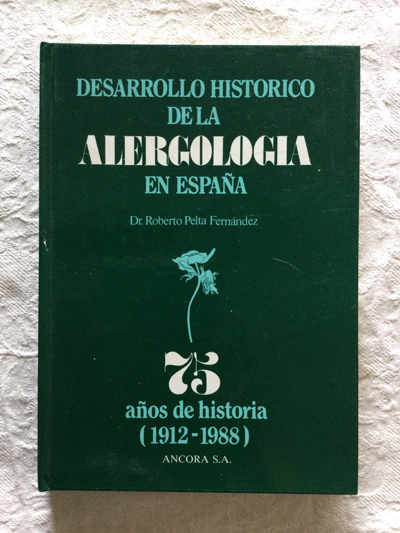 DESARROLLO HISTORICO
DE LA
ALERGOLOGIA
EN ESPAÑA
Dr. Roberto Pelta Fernández
75
años de historia
(1912-1988)
ANCORA S.A.